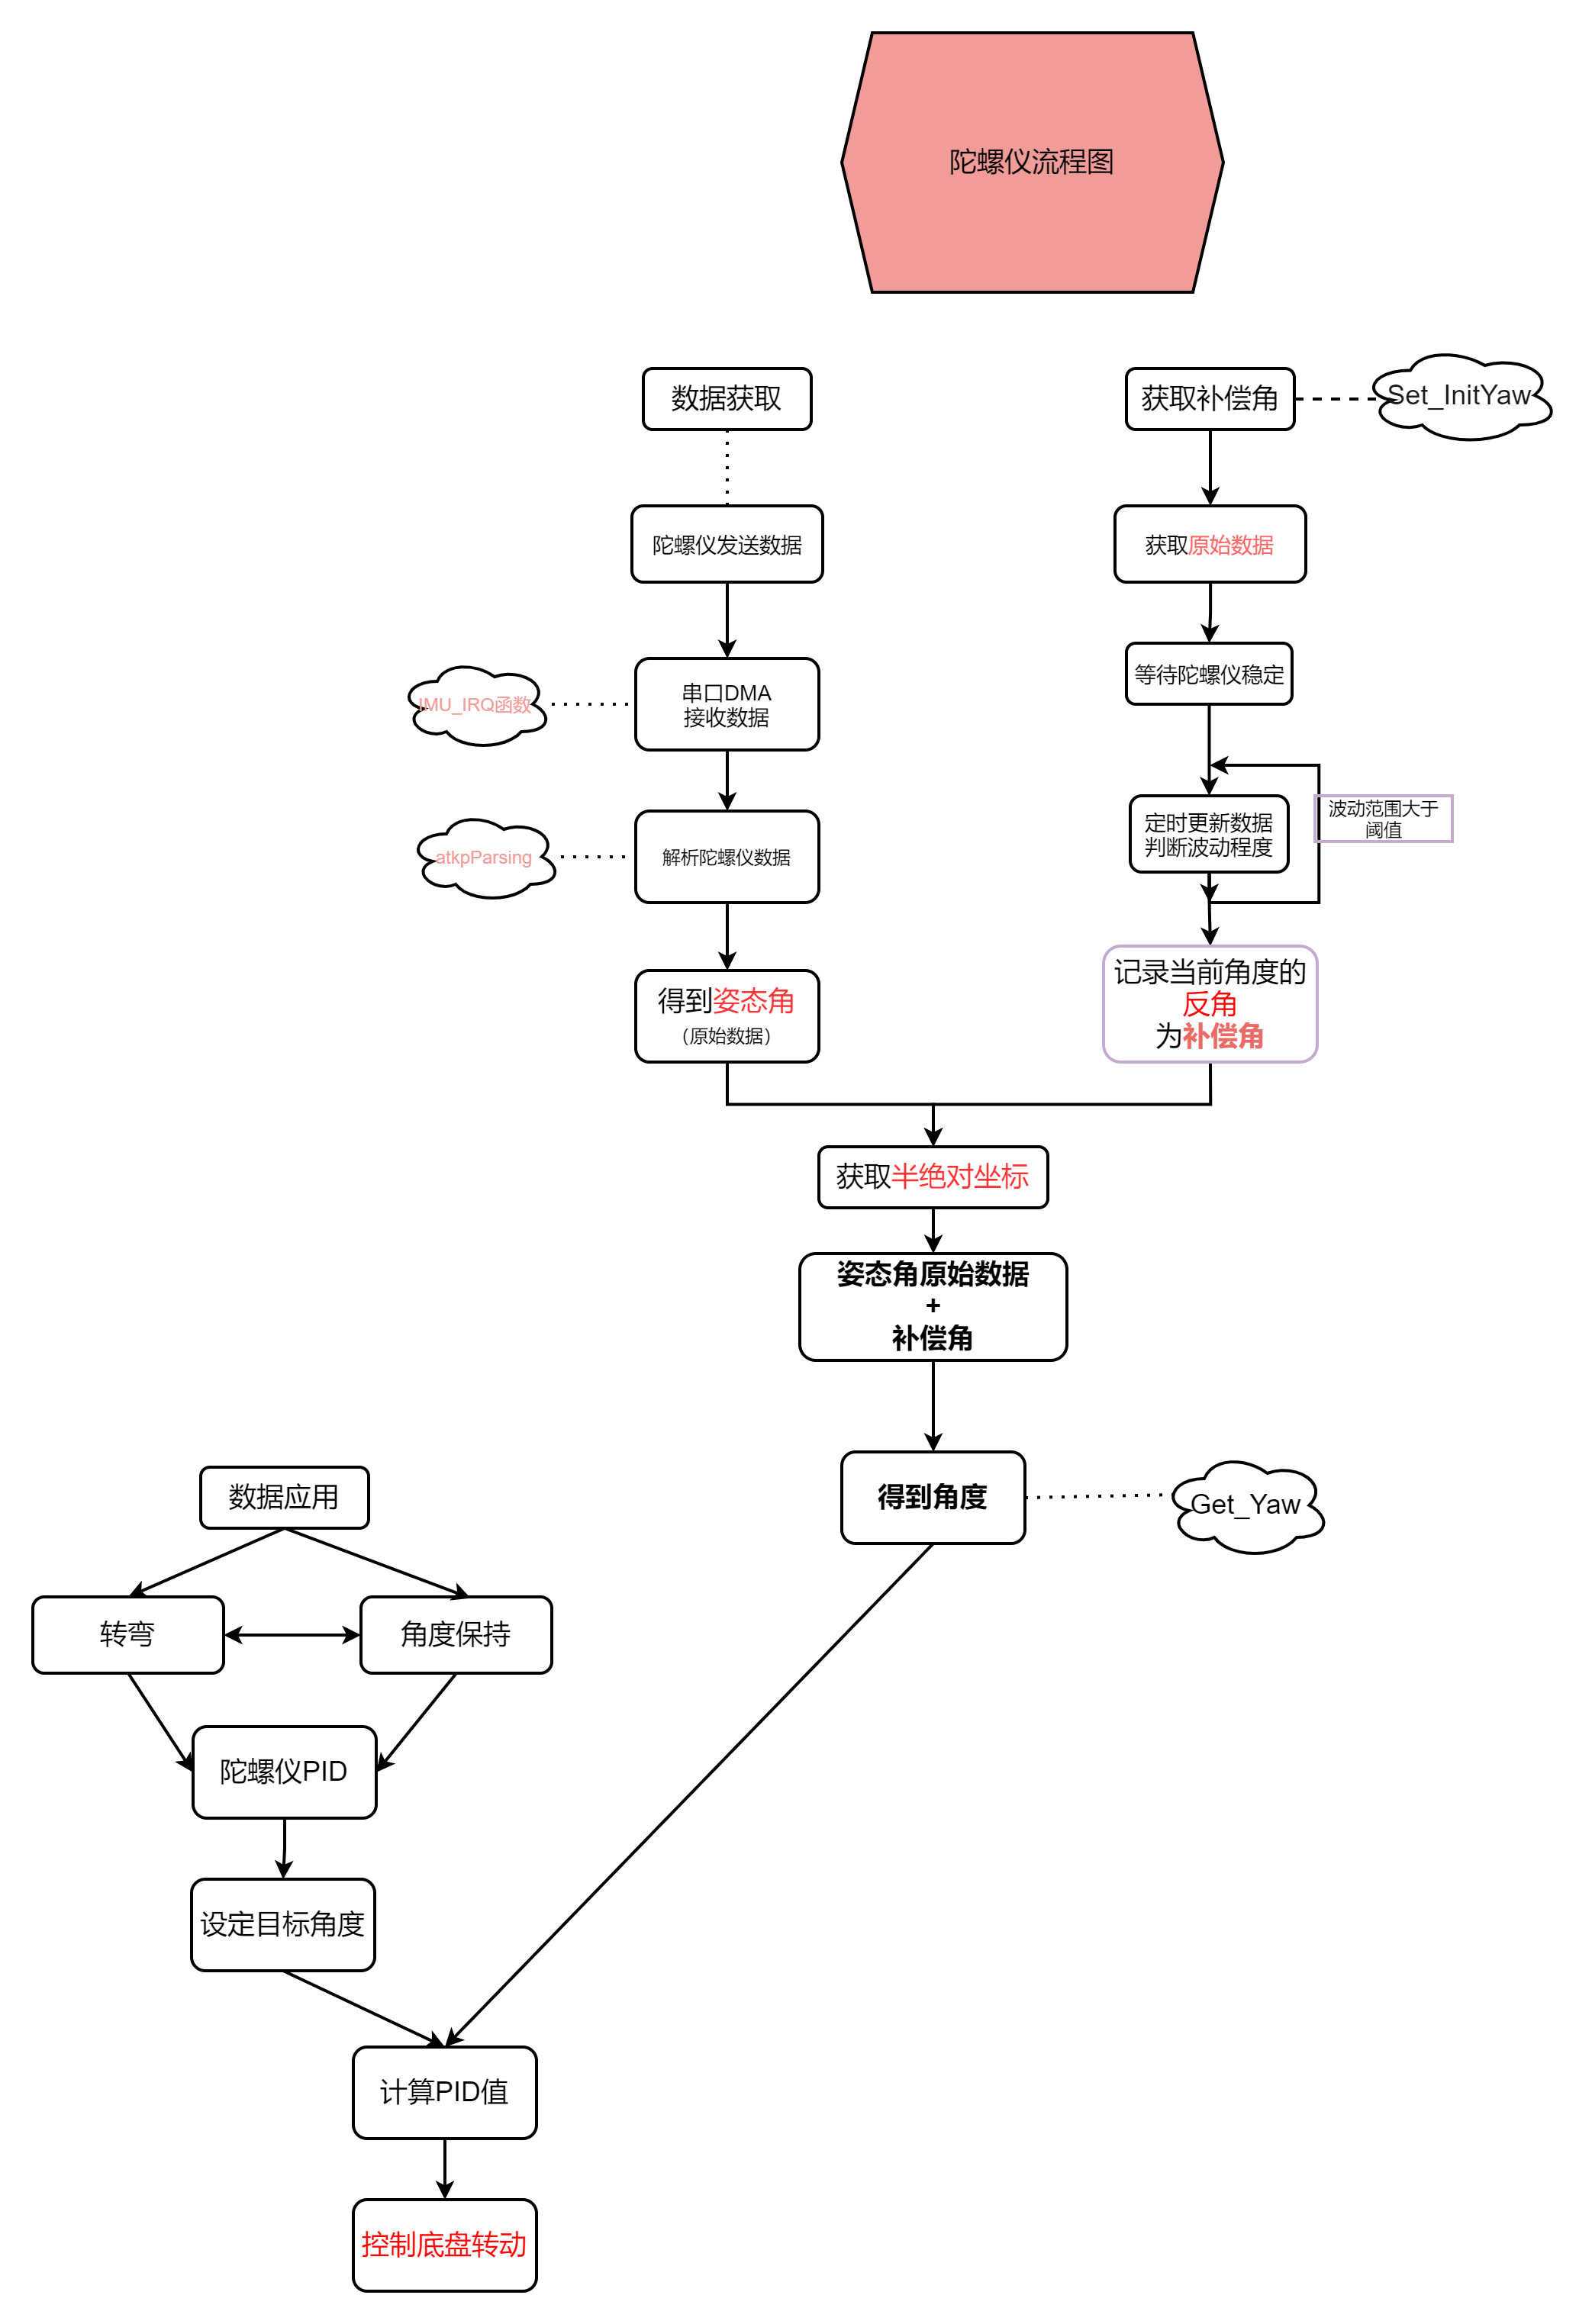 陀螺仪流程图
数据获取
获取补偿角
Set_InitYaw
陀螺仪发送数据
获取原始数据
等待陀螺仪稳定
IMU_IRQ函数
串口DMA
接收数据
波动范围大于
阈值
定时更新数据
判断波动程度
atkpParsing
解析陀螺仪数据
得到姿态角
（原始数据）
记录当前角度的
反角
为补偿角
获取半绝对坐标
姿态角原始数据
+
补偿角
得到角度
Get_Yaw
数据应用
转弯
角度保持
陀螺仪PID
设定目标角度
计算PID值
控制底盘转动